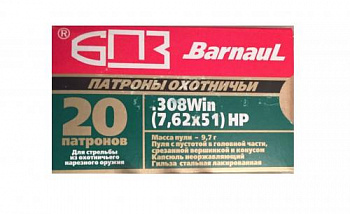 ® БПЗ BarnauL
ПАТРОНЫ ОХОТНИЧЬИ
20
патронов
Для стрельбы
из охотничьего
нарезного оружия
.308Win
(7,62x51) HP
Масса пули - 9,7 г
Пуля с пустотой в головной части,
срезанной вершинкой и конусом
Капсюль неоржавляющий
Гильза стальная лакированная